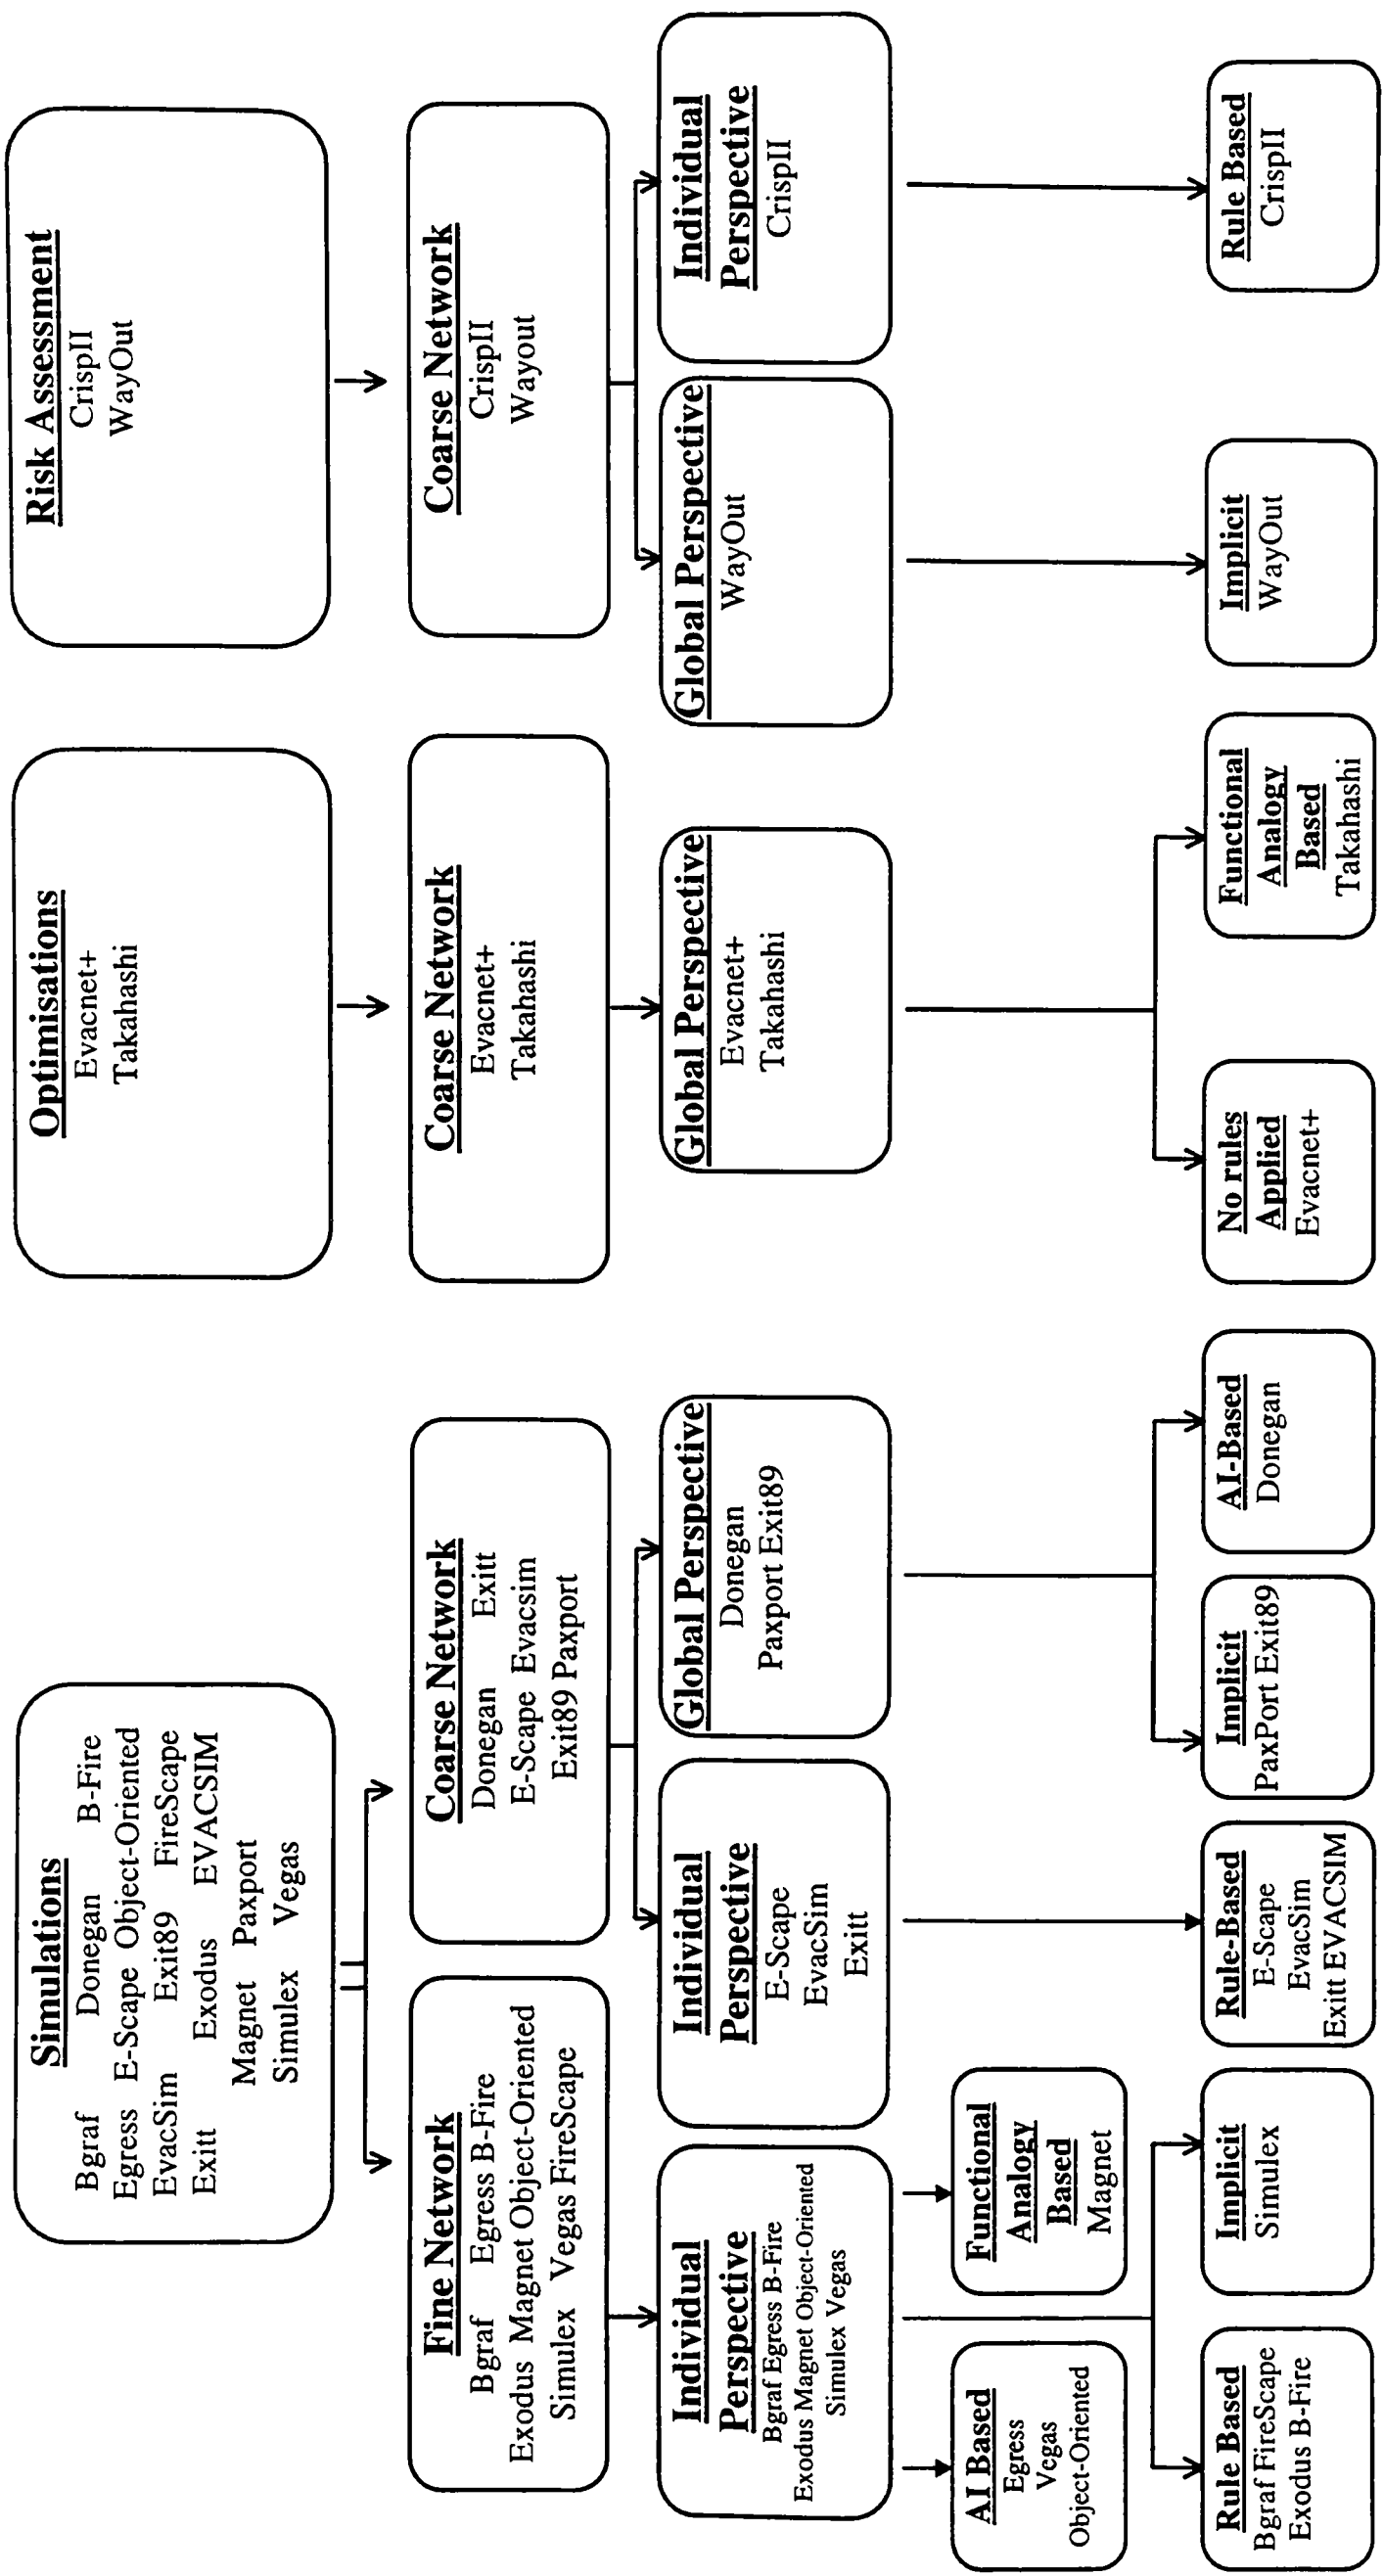 Simulations
Bgraf Donegan B-Fire
Egress E-Scape Object-Oriented
EvacSim Exit89 FireScape
Exitt Exodus EVACSIM
Magnet Paxport
Simulex Vegas
Optimisations
Evacnet+
Takahashi
Risk Assessment
CrispII
WayOut
Fine Network
Bgraf Egress B-Fire
Exodus Magnet Object-Oriented
Simulex Vegas FireScape
Coarse Network
Donegan Exitt
E-Scape Evacsim
Exit89 Paxport
Coarse Network
Evacnet+
Takahashi
Coarse Network
CrispII
Wayout
Individual
Perspective
Bgraf Egress B-Fire
Exodus Magnet Object-Oriented
Simulex Vegas
Individual
Perspective
E-Scape
EvacSim
Exitt
Global Perspective
Donegan
Paxport Exit89
Global Perspective
Evacnet+
Takahashi
Global Perspective
WayOut
Individual
Perspective
CrispII
AI Based
Egress
Vegas
Object-Oriented
Functional
Analogy
Based
Magnet
Rule Based
Bgraf FireScape
Exodus B-Fire
Implicit
Simulex
Rule-Based
E-Scape
EvacSim
Exitt EVACSIM
Implicit
PaxPort Exit89
AI-Based
Donegan
No rules
Applied
Evacnet+
Functional
Analogy
Based
Takahashi
Implicit
WayOut
Rule Based
CrispII